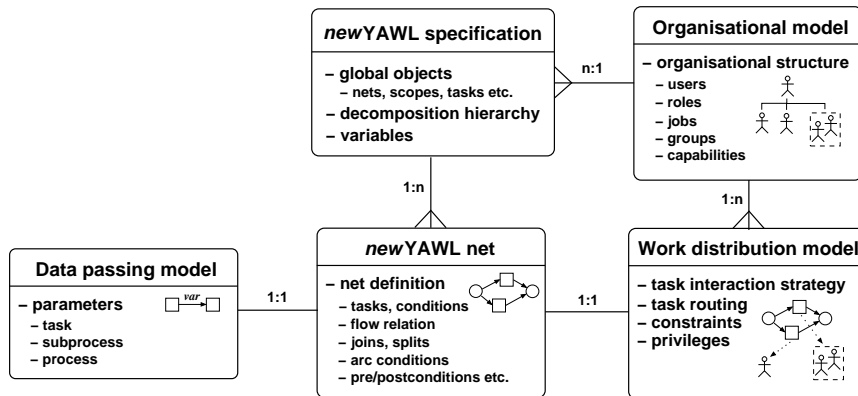 newYAWL specification
– global objects
– nets, scopes, tasks etc.
– decomposition hierarchy
– variables
n:1
Organisational model
– organisational structure
– users
– roles
– jobs
– groups
– capabilities
1:n
1:n
Data passing model
– parameters
var
– task
– subprocess
– process
1:1
newYAWL net
– net definition
– tasks, conditions
– flow relation
– joins, splits
– arc conditions
– pre/postconditions etc.
1:1
Work distribution model
– task interaction strategy
– task routing
– constraints
– privileges